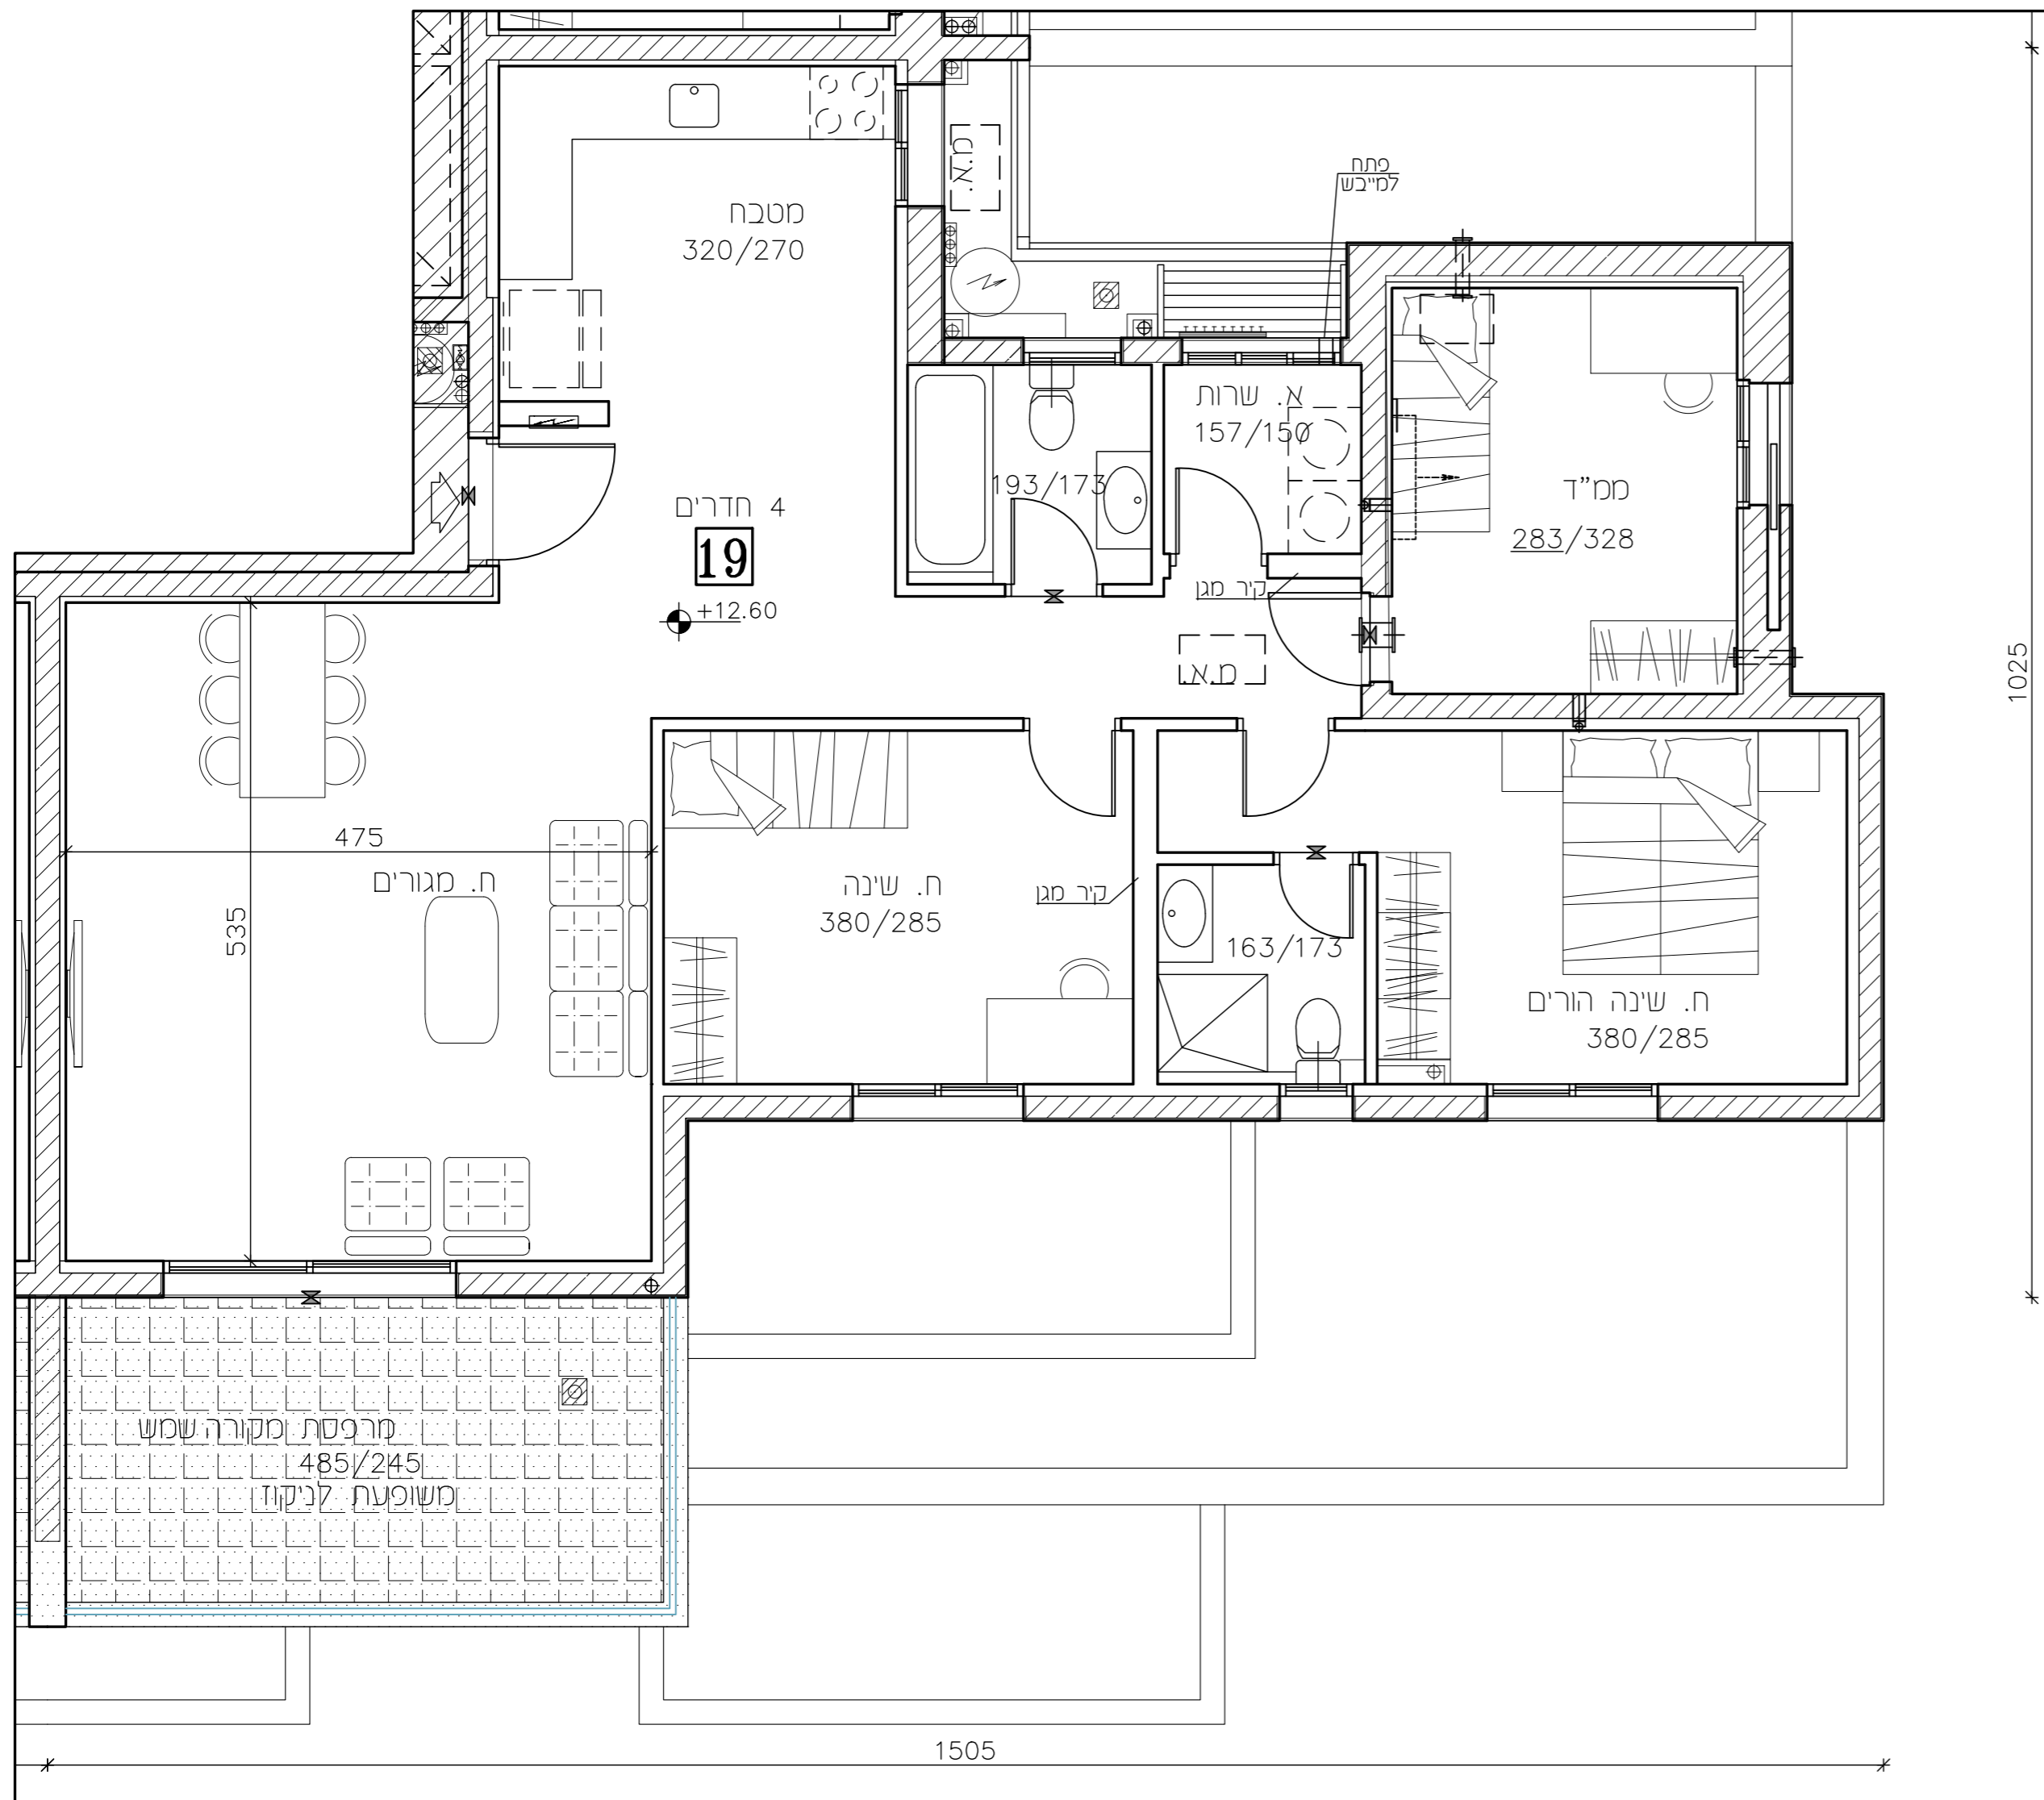 פתח
למייבש
מ.א.
מטבח
320/270
א. שרות
157/150
193/173
ממ"ד
283/328
4 חדרים
19
+12.60
קיר מגן
מ.א.
1025
475
ח. מגורים
535
ח. שינה
380/285
קיר מגן
163/173
ח. שינה הורים
380/285
מרפסת מקורה שמש
485/245
משופעת לניקוז
1505